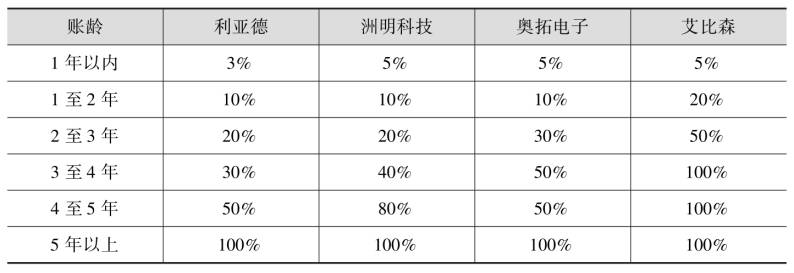 账龄 利亚德 洲明科技 奥拓电子 艾比森
1 年以内 3% 5% 5% 5%
1 至 2 年 10% 10% 10% 20%
2 至 3 年 20% 20% 30% 50%
3 至 4 年 30% 40% 50% 100%
4 至 5 年 50% 80% 50% 100%
5 年以上 100% 100% 100% 100%